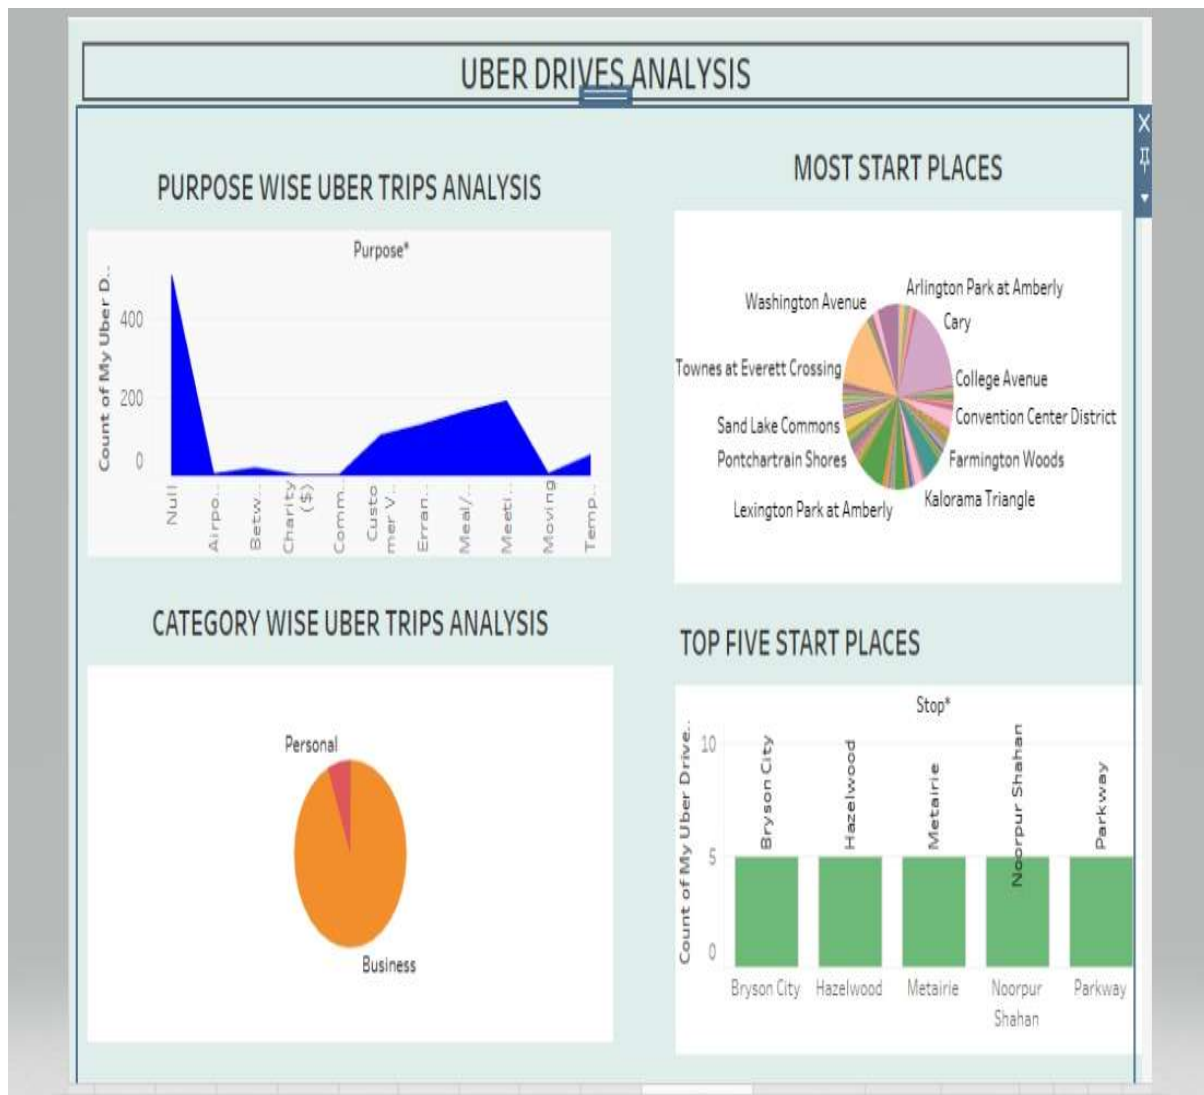 UBER DRIVES ANALYSIS
PURPOSE WISE UBER TRIPS ANALYSIS
Purpose*
Count of My Uber D..
400
200
0
Null
Airpo..
Betw..
Charity
($)
Comm..
Custo
mer V..
Erran..
Meal/..
Meeti..
Moving
Temp..
MOST START PLACES
Washington Avenue
Arlington Park at Amberly
Cary
Townes at Everett Crossing
College Avenue
Convention Center District
Sand Lake Commons
Pontchartrain Shores
Farmington Woods
Kalorama Triangle
Lexington Park at Amberly
CATEGORY WISE UBER TRIPS ANALYSIS
Personal
Business
TOP FIVE START PLACES
Stop*
Count of My Uber Drive..
10
5
0
Bryson City
Hazelwood
Metairie
Noorpur Shahan
Parkway
Bryson City
Hazelwood
Metairie
Noorpur
Shahan
Parkway